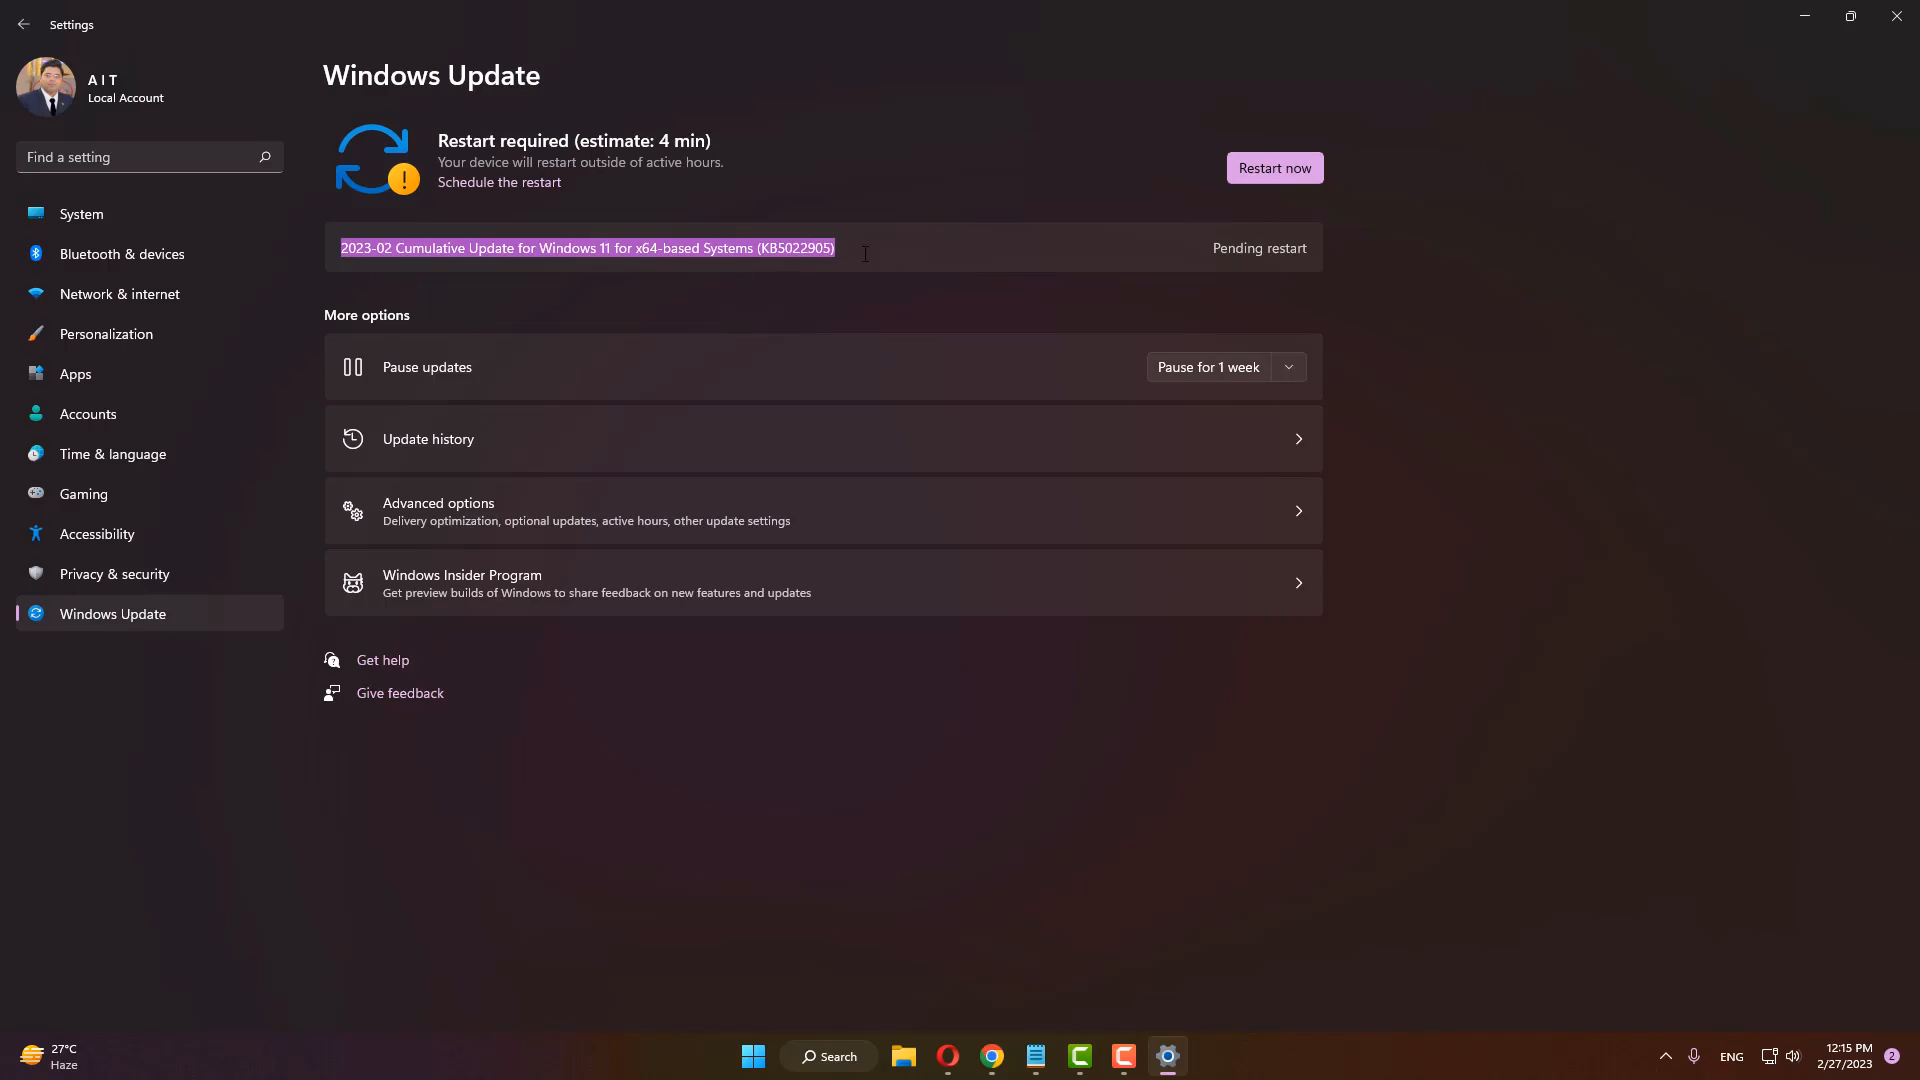 Settings
A I T
Local Account
Find a setting
System
Bluetooth & devices
Network & internet
Personalization
Apps
Accounts
Time & language
Gaming
Accessibility
Privacy & security
Windows Update
Windows Update
Restart required (estimate: 4 min)
Your device will restart outside of active hours.
Schedule the restart
Restart now
2023-02 Cumulative Update for Windows 11 for x64-based Systems (KB5022905)
Pending restart
More options
Pause updates
Pause for 1 week
Update history
Advanced options
Delivery optimization, optional updates, active hours, other update settings
Windows Insider Program
Get preview builds of Windows to share feedback on new features and updates
Get help
Give feedback
27°C
Haze
Search
ENG
12:15 PM
2/27/2023
2